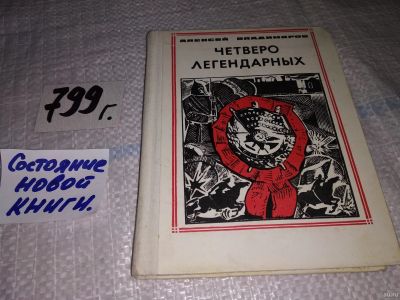 799 г.
Состояние
новой
книги.
АЛЕКСЕЙ ВЛАДИМИРОВ
ЧЕТВЕРО
ЛЕГЕНДАРНЫХ